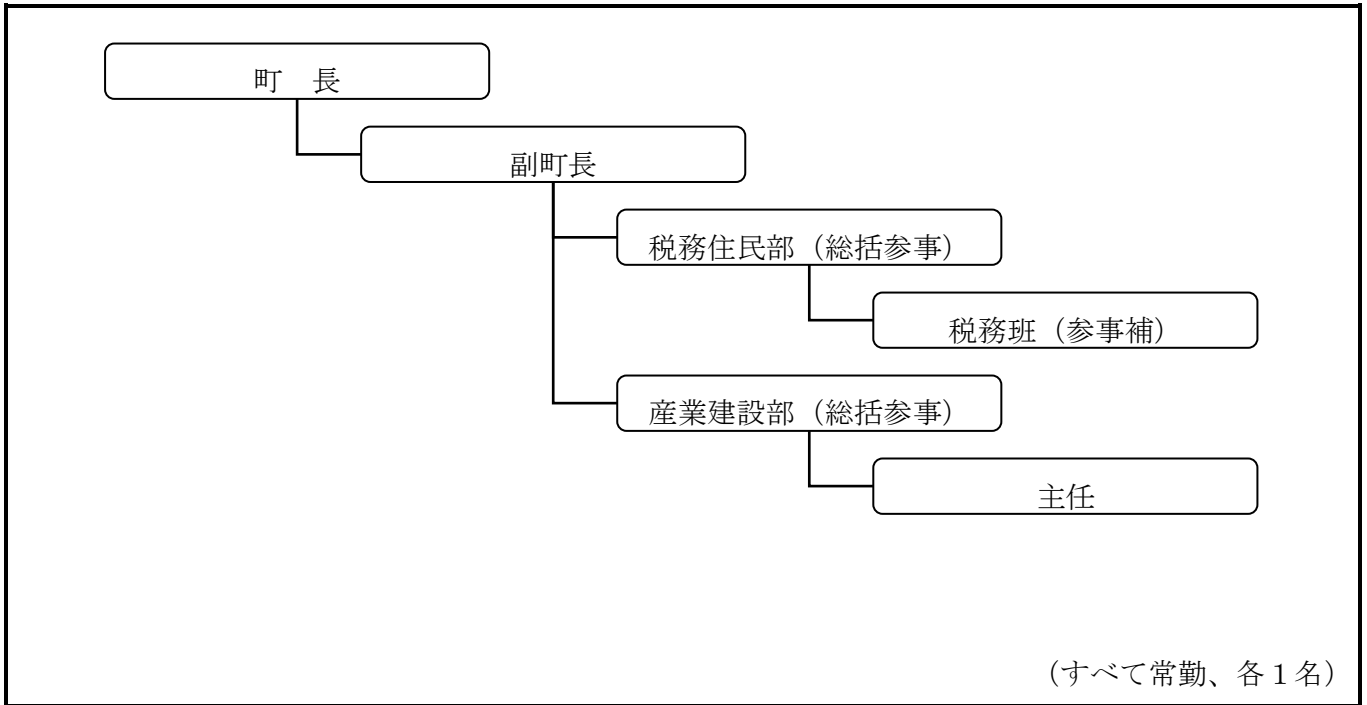 町　長
副町長
税務住民部（総括参事）
税務班（参事補）
産業建設部（総括参事）
主任
（すべて常勤、各１名）